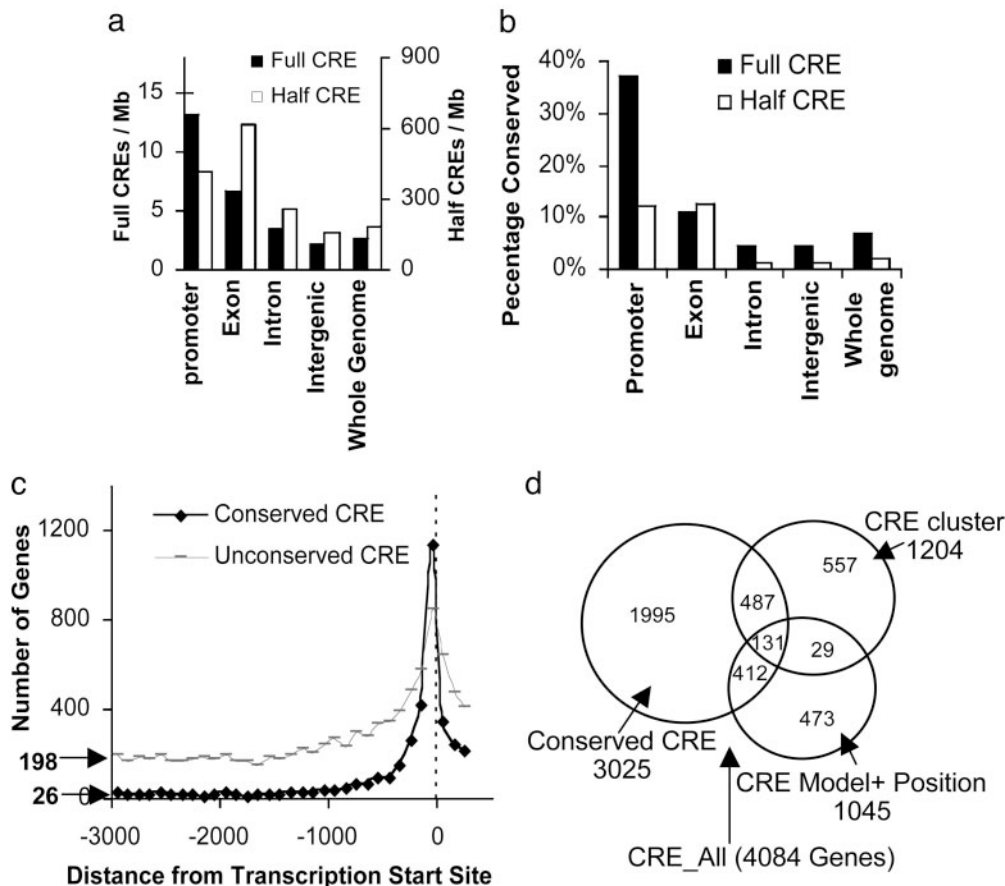 a
Full CREs / Mb
15
10
5
0
Full CRE
Half CRE
900
600
300
0
Half CREs / Mb
promoter
Exon
Intron
Intergenic
Whole Genome
b
Pecentage Conserved
40%
30%
20%
10%
0%
Full CRE
Half CRE
Promoter
Exon
Intron
Intergenic
Whole
genome
c
Number of Genes
1200
800
400
0
198
26
Conserved CRE
Unconserved CRE
-3000
-2000
-1000
0
Distance from Transcription Start Site
d
CRE cluster
1204
557
1995
487
131
29
412
473
Conserved CRE
3025
CRE Model+ Position
1045
CRE_All (4084 Genes)